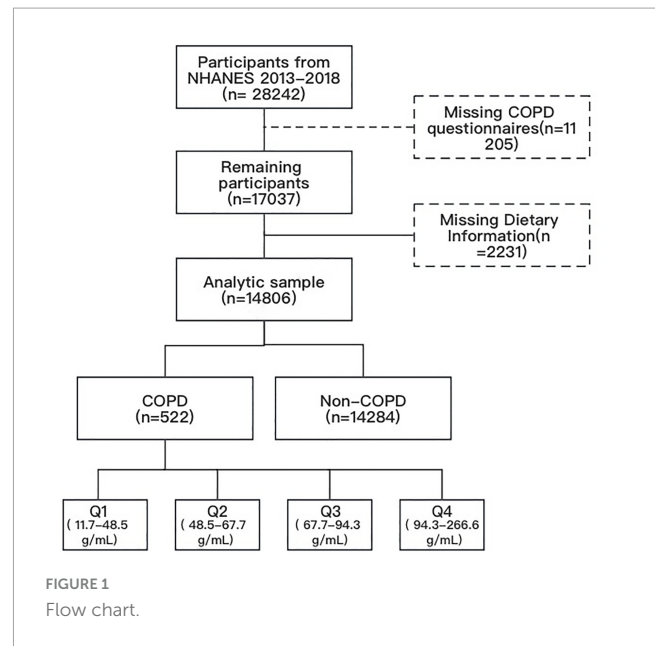 Participants from
NHANES 2013–2018
(n= 28242)
Missing COPD
questionnaires(n=11
205)
Remaining
participants
(n=17037)
Missing Dietary
Information(n
=2231)
Analytic sample
(n=14806)
COPD
(n=522)
Non–COPD
(n=14284)
Q1
( 11.7–48.5
g/mL)
Q2
( 48.5–67.7
g/mL)
Q3
( 67.7–94.3
g/mL)
Q4
( 94.3–266.6
g/mL)
FIGURE 1
Flow chart.